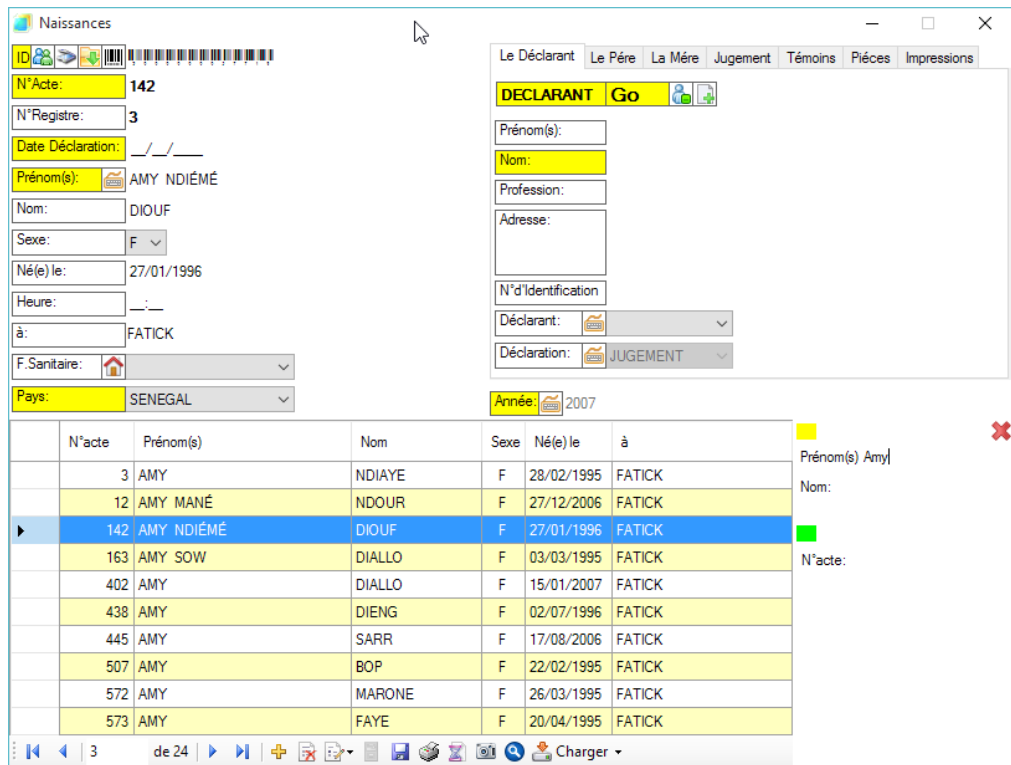 Naissances
ID
N°Acte: 142
N°Registre: 3
Date Déclaration: __/__/____
Prénom(s): AMY NDIÉMÉ
Nom: DIOUF
Sexe: F
Né(e) le: 27/01/1996
Heure: __:__
à: FATICK
F.Sanitaire:
Pays: SENEGAL
Le Déclarant Le Pére La Mére Jugement Témoins Piéces Impressions
DECLARANT Go
Prénom(s):
Nom:
Profession:
Adresse:
N°d'Identification
Déclarant:
Déclaration: JUGEMENT
Année: 2007
N°acte Prénom(s) Nom Sexe Né(e) le à
3 AMY NDIAYE F 28/02/1995 FATICK
12 AMY MANÉ NDOUR F 27/12/2006 FATICK
142 AMY NDIÉMÉ DIOUF F 27/01/1996 FATICK
163 AMY SOW DIALLO F 03/03/1995 FATICK
402 AMY DIALLO F 15/01/2007 FATICK
438 AMY DIENG F 02/07/1996 FATICK
445 AMY SARR F 17/08/2006 FATICK
507 AMY BOP F 22/02/1995 FATICK
572 AMY MARONE F 26/03/1995 FATICK
573 AMY FAYE F 20/04/1995 FATICK
Prénom(s) Amy
Nom:
N°acte:
3 de 24 Charger